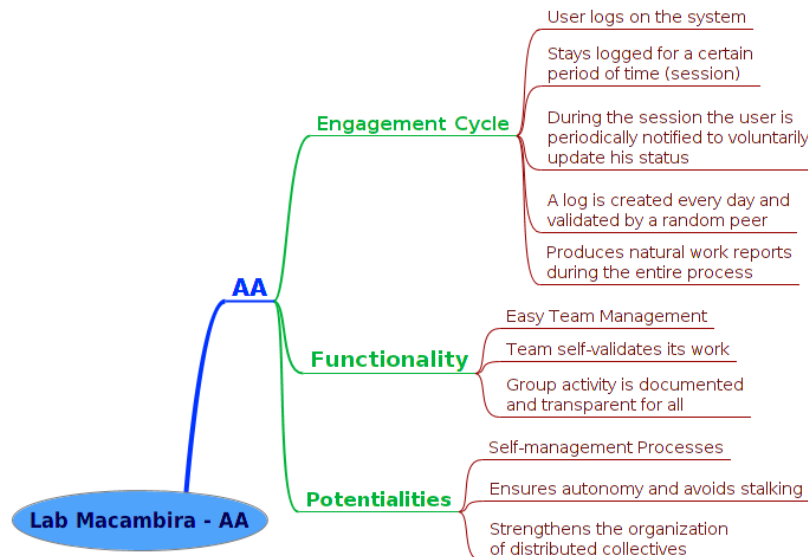 User logs on the system
Stays logged for a certain
period of time (session)
Engagement Cycle
During the session the user is
periodically notified to voluntarily
update his status
A log is created every day and
validated by a random peer
Produces natural work reports
during the entire process
AA
Easy Team Management
Functionality
Team self-validates its work
Group activity is documented
and transparent for all
Self-management Processes
Potentialities
Ensures autonomy and avoids stalking
Strengthens the organization
of distributed collectives
Lab Macambira - AA